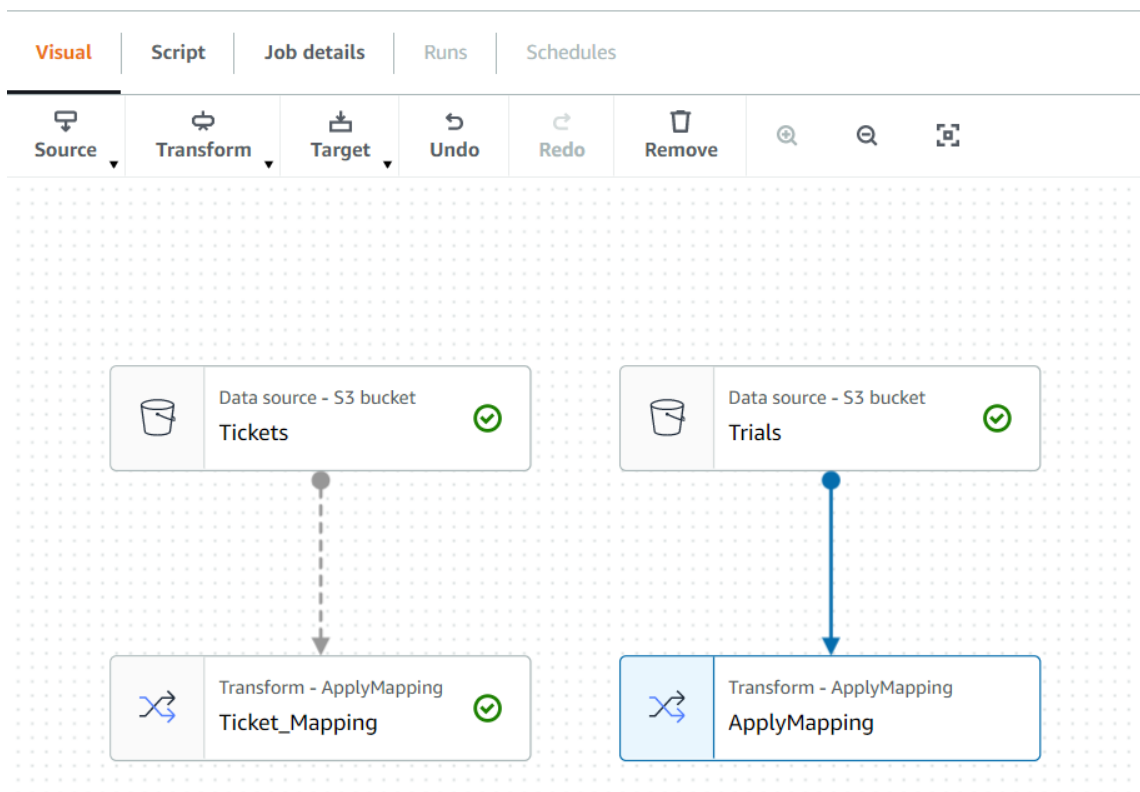 Visual
Script
Job details
Runs
Schedules
Source
Transform
Target
Undo
Redo
Remove
Data source - S3 bucket
Tickets
Data source - S3 bucket
Trials
Transform - ApplyMapping
Ticket_Mapping
Transform - ApplyMapping
ApplyMapping